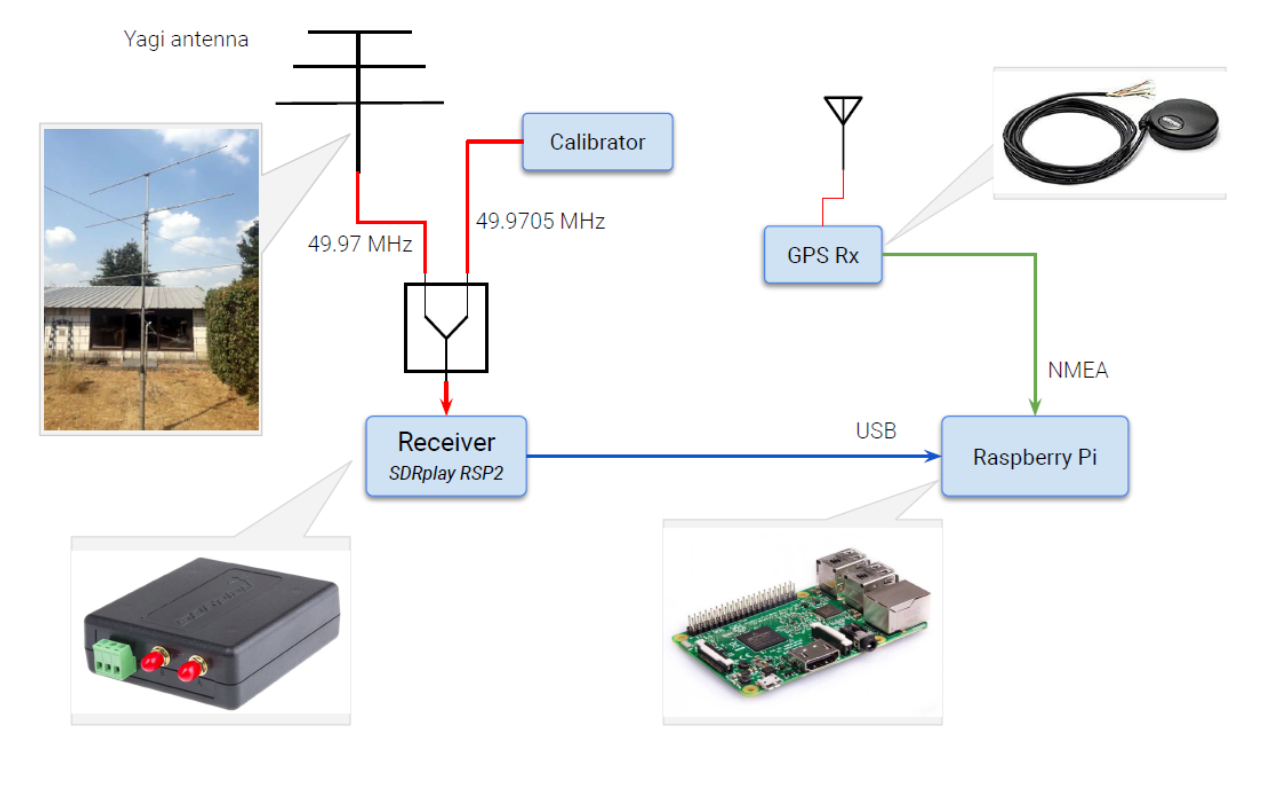 Yagi antenna
Calibrator
49.9705 MHz
49.97 MHz
GPS Rx
NMEA
Receiver
SDRplay RSP2
USB
Raspberry Pi